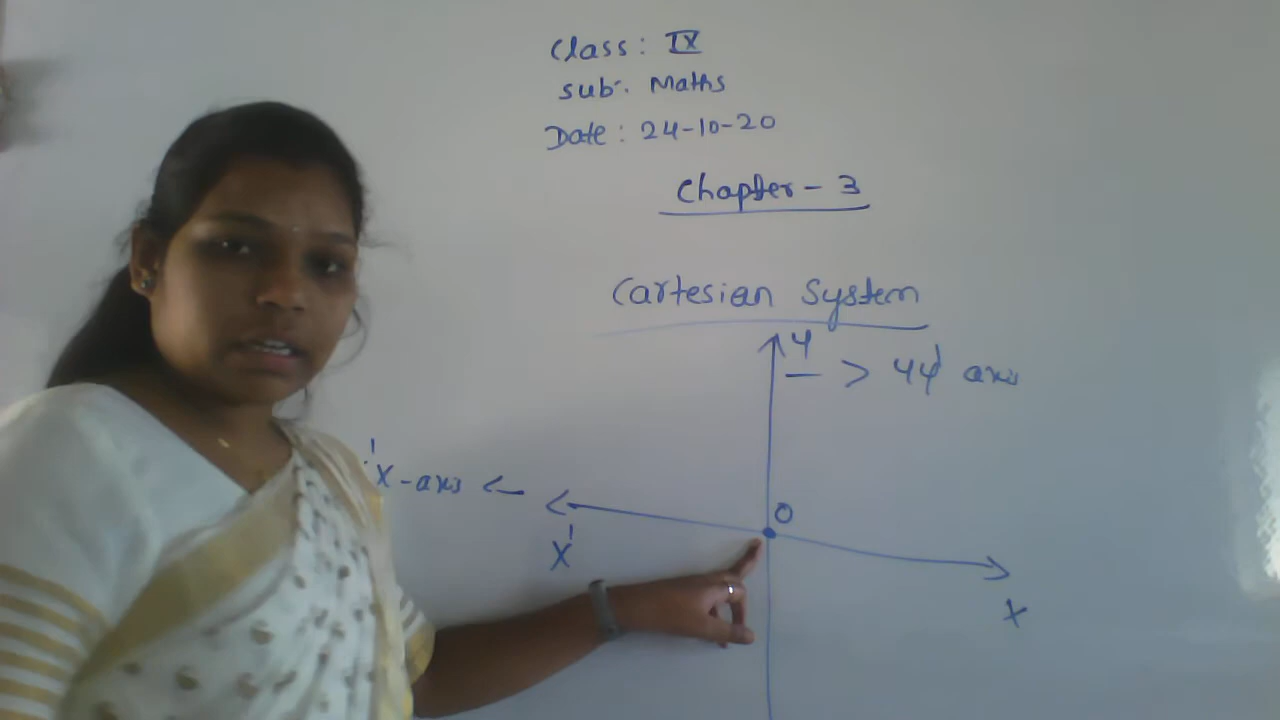 Class: IX
Sub: Maths
Date: 24-10-20
Chapter - 3
Cartesian System
Y
> YY' axis
'X-axis <-
X'
O
X